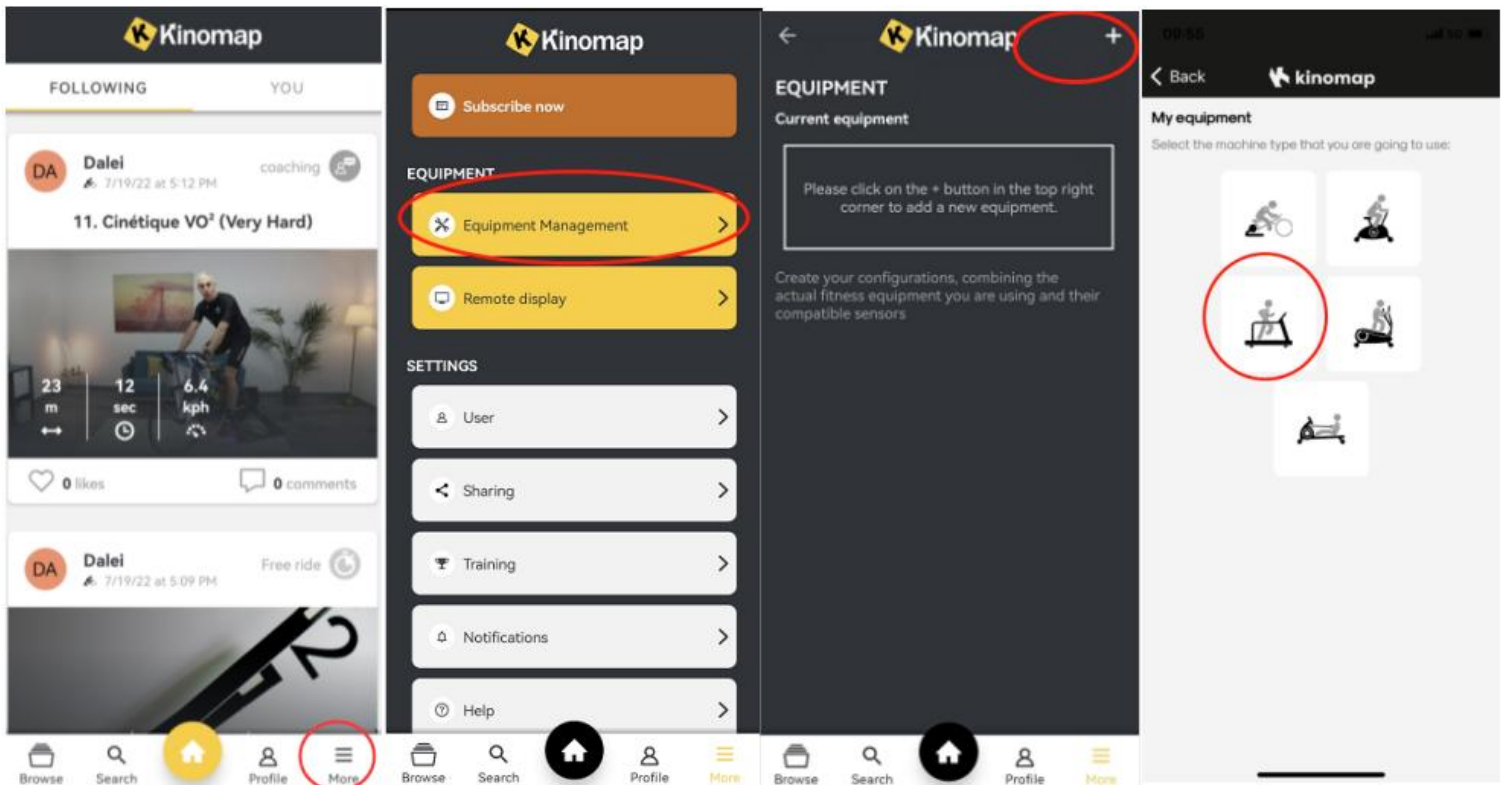 Kinomap
FOLLOWING
YOU
DA
Dalei
coaching
7/19/22 at 5:12 PM
11. Cinétique VO² (Very Hard)
23
12
6.4
m
sec
kph
0 likes
0 comments
DA
Dalei
Free ride
7/19/22 at 5:09 PM
12
Browse
Search
Profile
More
Kinomap
Subscribe now
EQUIPMENT
Equipment Management
Remote display
SETTINGS
User
Sharing
Training
Notifications
Help
Browse
Search
Profile
More
Kinomap
EQUIPMENT
Current equipment
Please click on the + button in the top right
corner to add a new equipment.
Create your configurations, combining the
actual fitness equipment you are using and their
compatible sensors
Browse
Search
Profile
More
09:55
Back
kinomap
My equipment
Select the machine type that you are going to use: